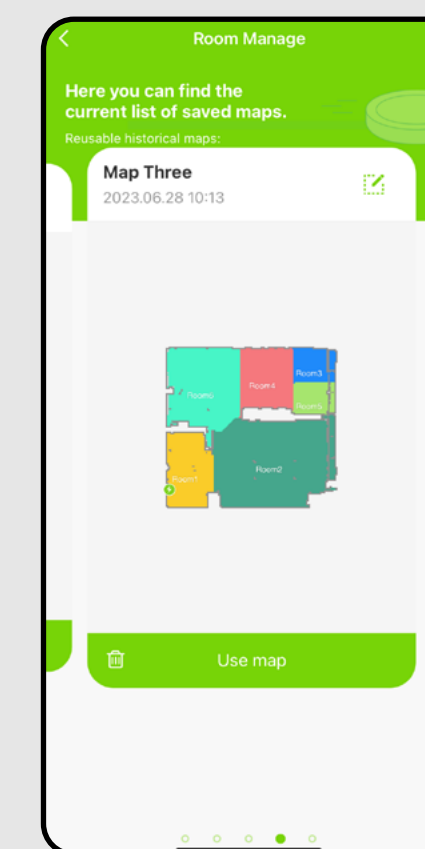 Room Manage
Here you can find the
current list of saved maps.
Reusable historical maps:
Map Three
2023.06.28 10:13
Room3
Room4
Room6
Room5
Room2
Room1
Use map